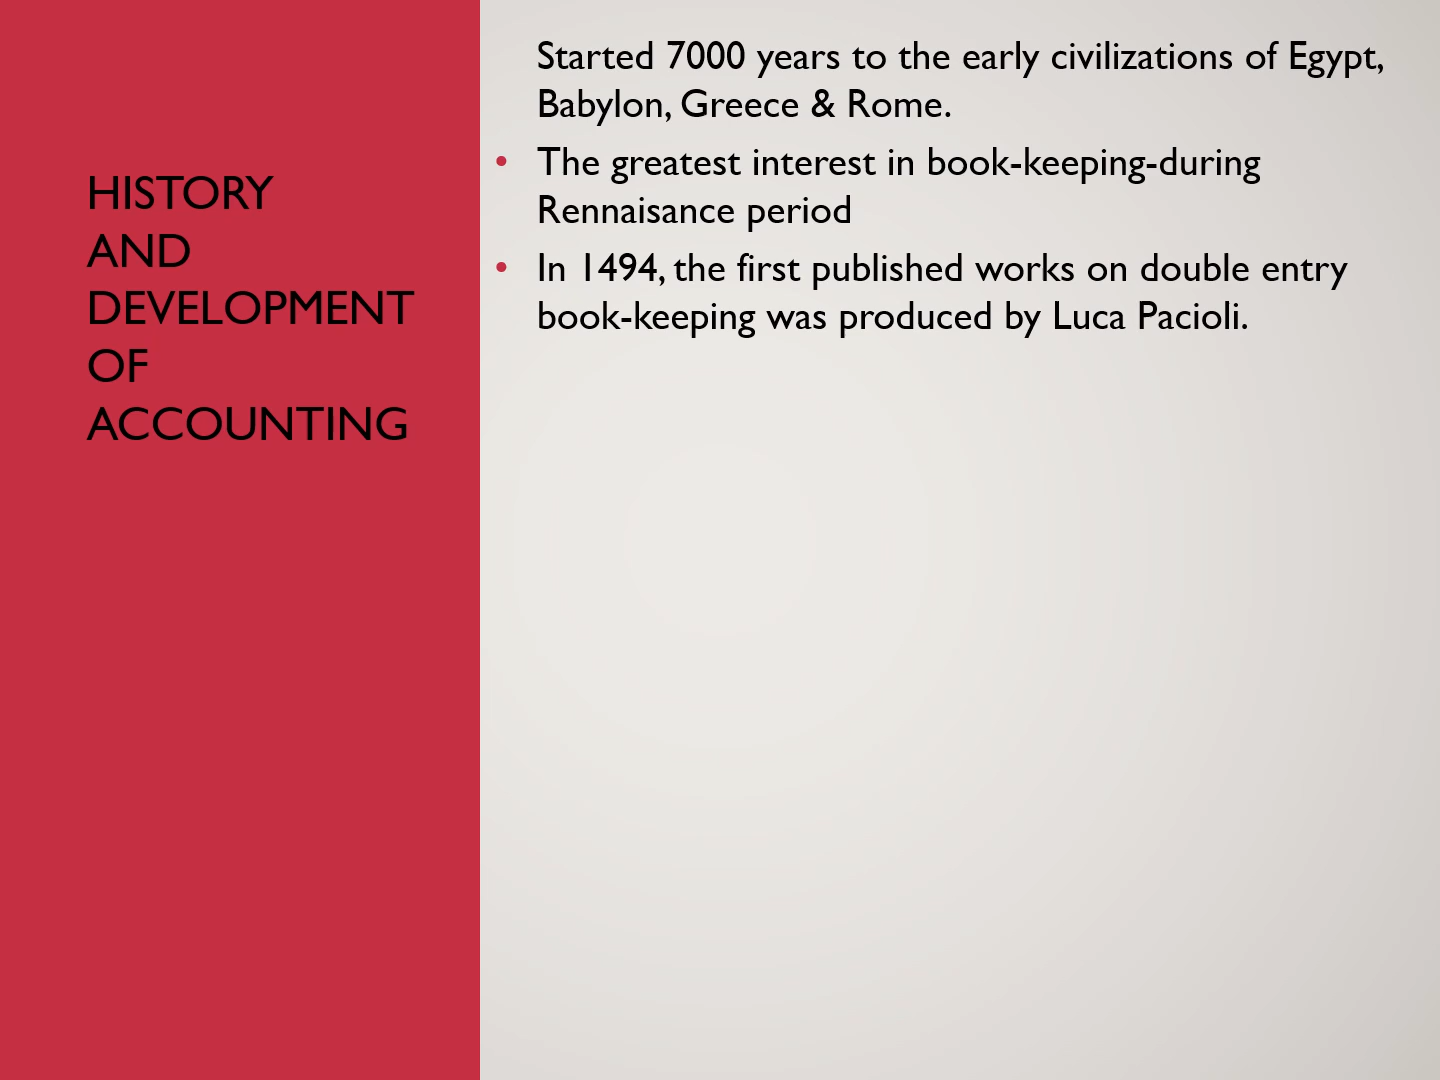 HISTORY
AND
DEVELOPMENT
OF
ACCOUNTING
Started 7000 years to the early civilizations of Egypt,
Babylon, Greece & Rome.
• The greatest interest in book-keeping-during
Rennaisance period
• In 1494, the first published works on double entry
book-keeping was produced by Luca Pacioli.